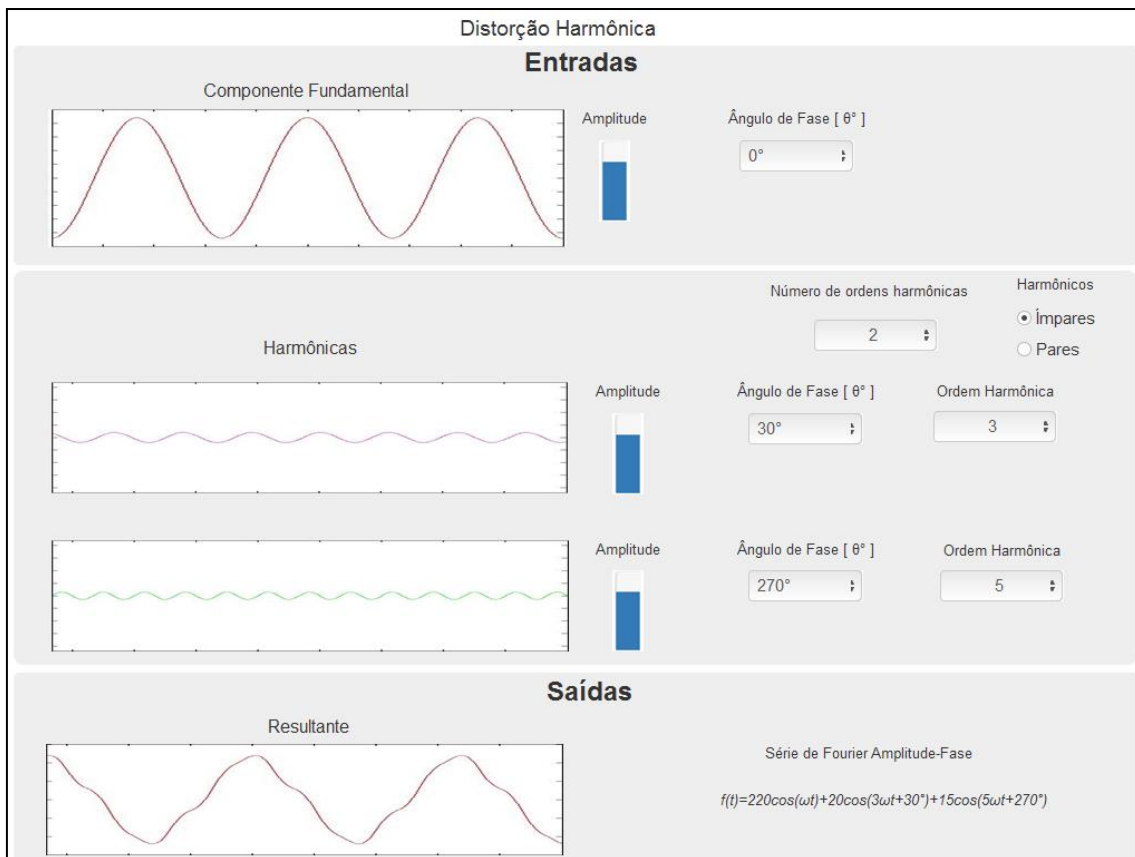 Distorção Harmônica
Entradas
Componente Fundamental
Amplitude
Ângulo de Fase [ θ° ]
0°
Número de ordens harmônicas
2
Harmônicos
Ímpares
Pares
Harmônicas
Amplitude
Ângulo de Fase [ θ° ]
30°
Ordem Harmônica
3
Amplitude
Ângulo de Fase [ θ° ]
270°
Ordem Harmônica
5
Saídas
Resultante
Série de Fourier Amplitude-Fase
f(t)=220cos(ωt)+20cos(3ωt+30°)+15cos(5ωt+270°)